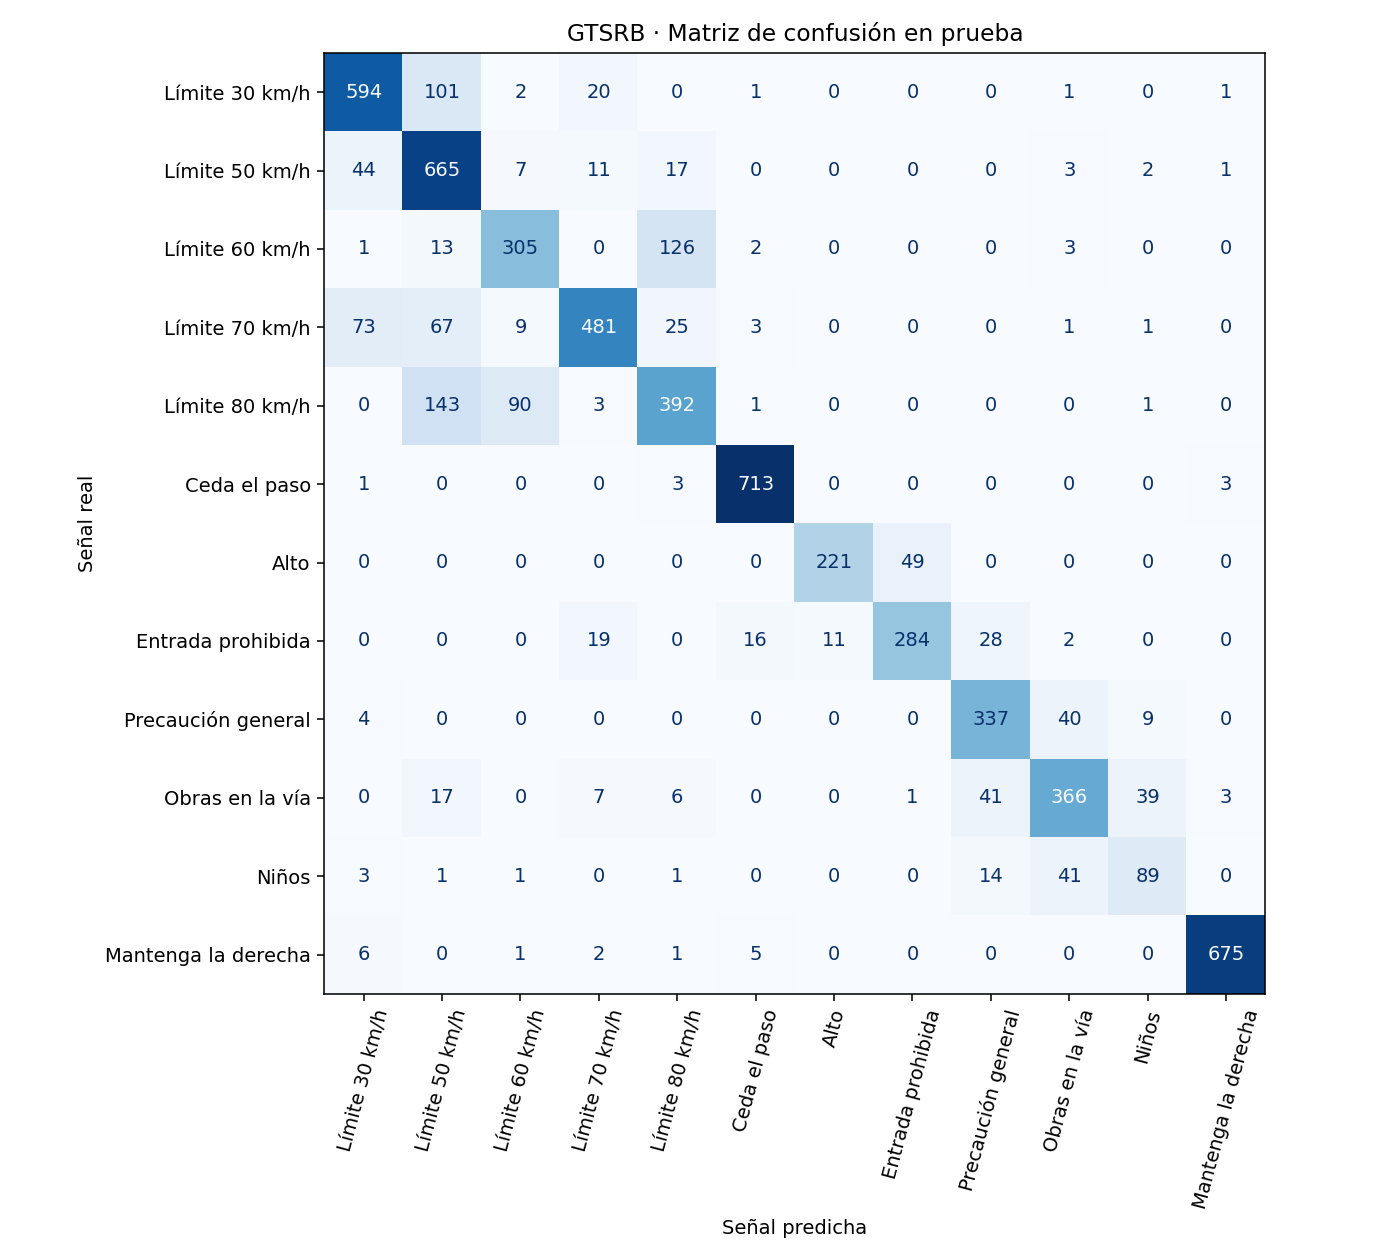 GTSRB · Matriz de confusión en prueba
Señal real
Límite 30 km/h 594 101 2 20 0 1 0 0 0 1 0 1
Límite 50 km/h 44 665 7 11 17 0 0 0 0 3 2 1
Límite 60 km/h 1 13 305 0 126 2 0 0 0 3 0 0
Límite 70 km/h 73 67 9 481 25 3 0 0 0 1 1 0
Límite 80 km/h 0 143 90 3 392 1 0 0 0 0 1 0
Ceda el paso 1 0 0 0 3 713 0 0 0 0 0 3
Alto 0 0 0 0 0 0 221 49 0 0 0 0
Entrada prohibida 0 0 0 19 0 16 11 284 28 2 0 0
Precaución general 4 0 0 0 0 0 0 0 337 40 9 0
Obras en la vía 0 17 0 7 6 0 0 1 41 366 39 3
Niños 3 1 1 0 1 0 0 0 14 41 89 0
Mantenga la derecha 6 0 1 2 1 5 0 0 0 0 0 675
Límite 30 km/h
Límite 50 km/h
Límite 60 km/h
Límite 70 km/h
Límite 80 km/h
Ceda el paso
Alto
Entrada prohibida
Precaución general
Obras en la vía
Niños
Mantenga la derecha
Señal predicha